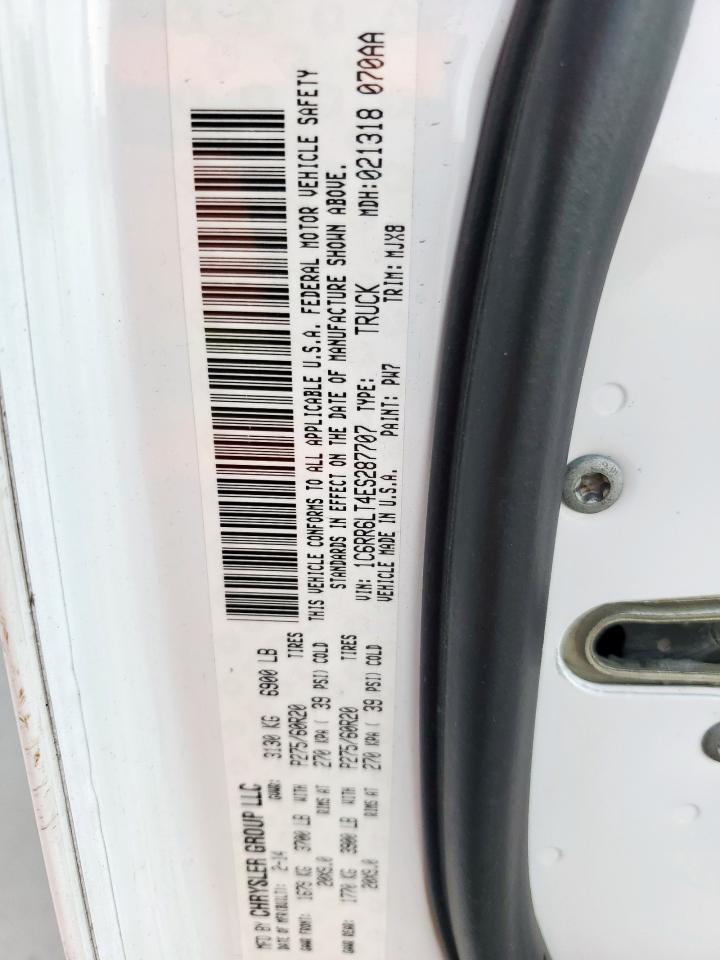 MFD BY CHRYSLER GROUP LLC
DATE OF MFR(BUILT): 2-14 GVWR: 3130 KG 6900 LB
GAWR FRONT: 1679 KG 3700 LB WITH P275/60R20 TIRES
20X9.0 RIMS AT 270 KPA ( 39 PSI) COLD
GAWR REAR: 1770 KG 3900 LB WITH P275/60R20 TIRES
20X9.0 RIMS AT 270 KPA ( 39 PSI) COLD
THIS VEHICLE CONFORMS TO ALL APPLICABLE U.S.A. FEDERAL MOTOR VEHICLE SAFETY
STANDARDS IN EFFECT ON THE DATE OF MANUFACTURE SHOWN ABOVE.
VIN: 1C6RR6LT4ES287707 TYPE: TRUCK MDH: 021318 070AA
VEHICLE MADE IN U.S.A. PAINT: PW7 TRIM: MJX8